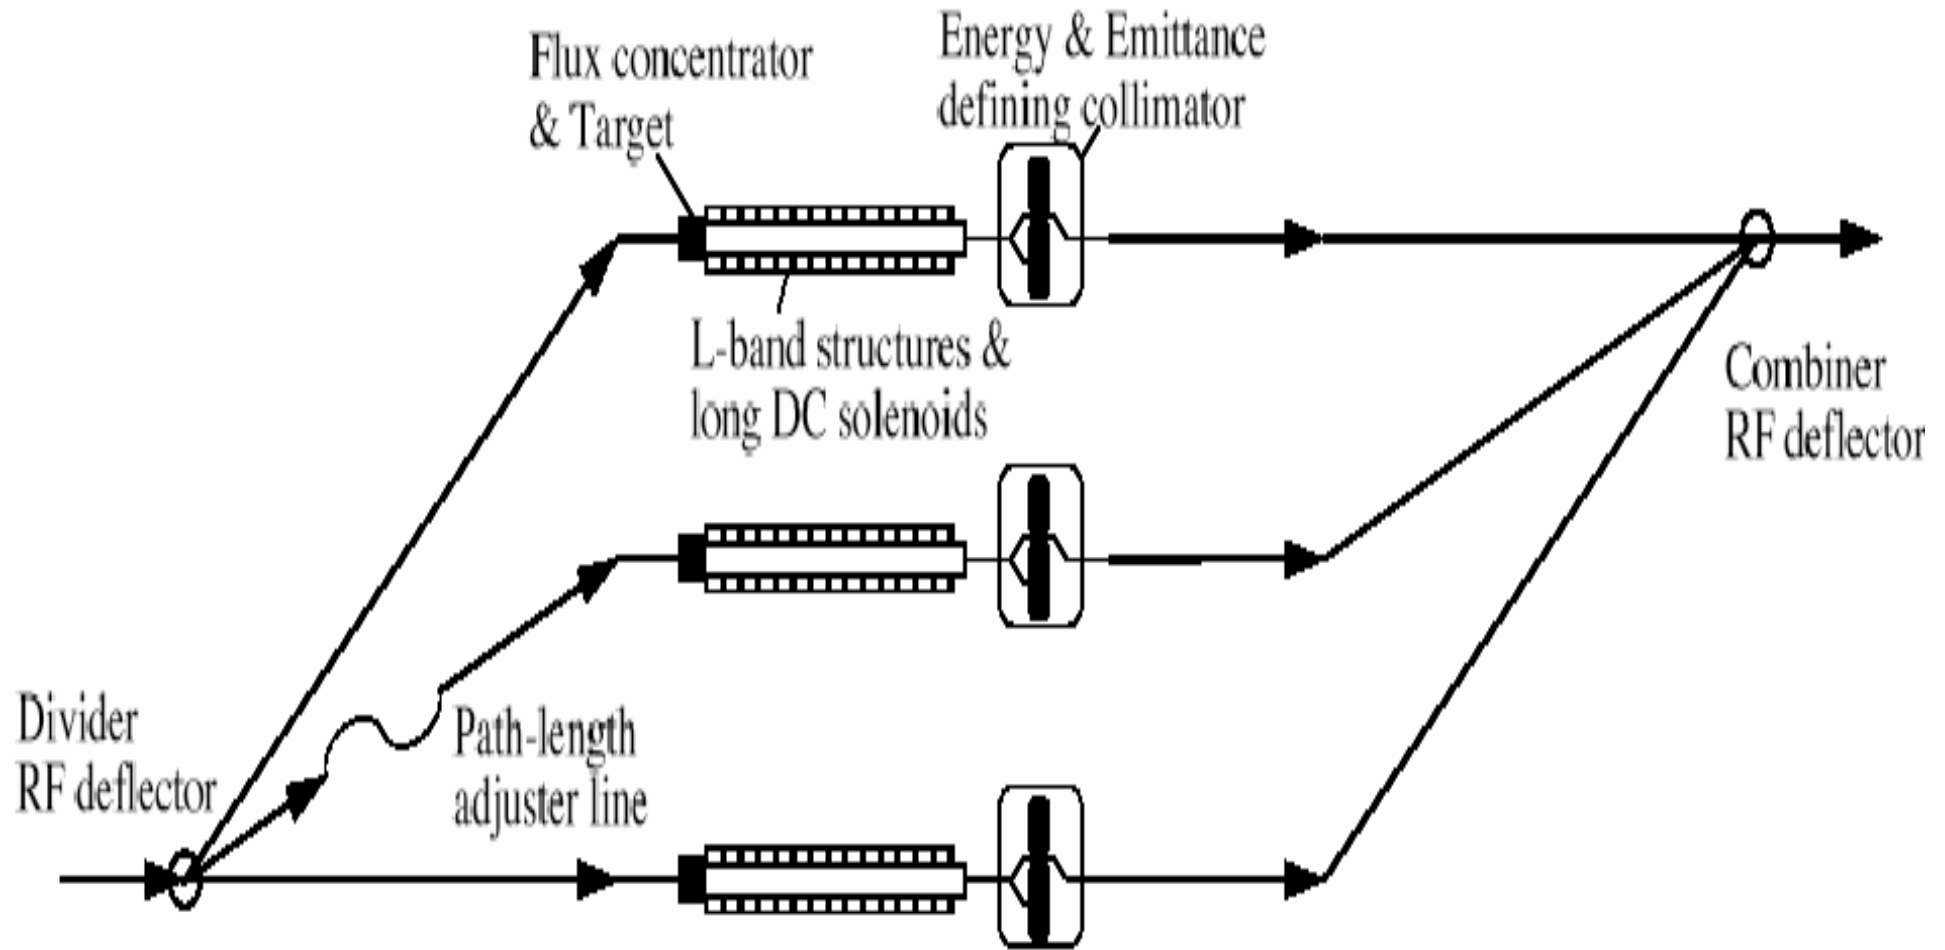 Flux concentrator
& Target
Energy & Emittance
defining collimator
L-band structures &
long DC solenoids
Combiner
RF deflector
Divider
RF deflector
Path-length
adjuster line